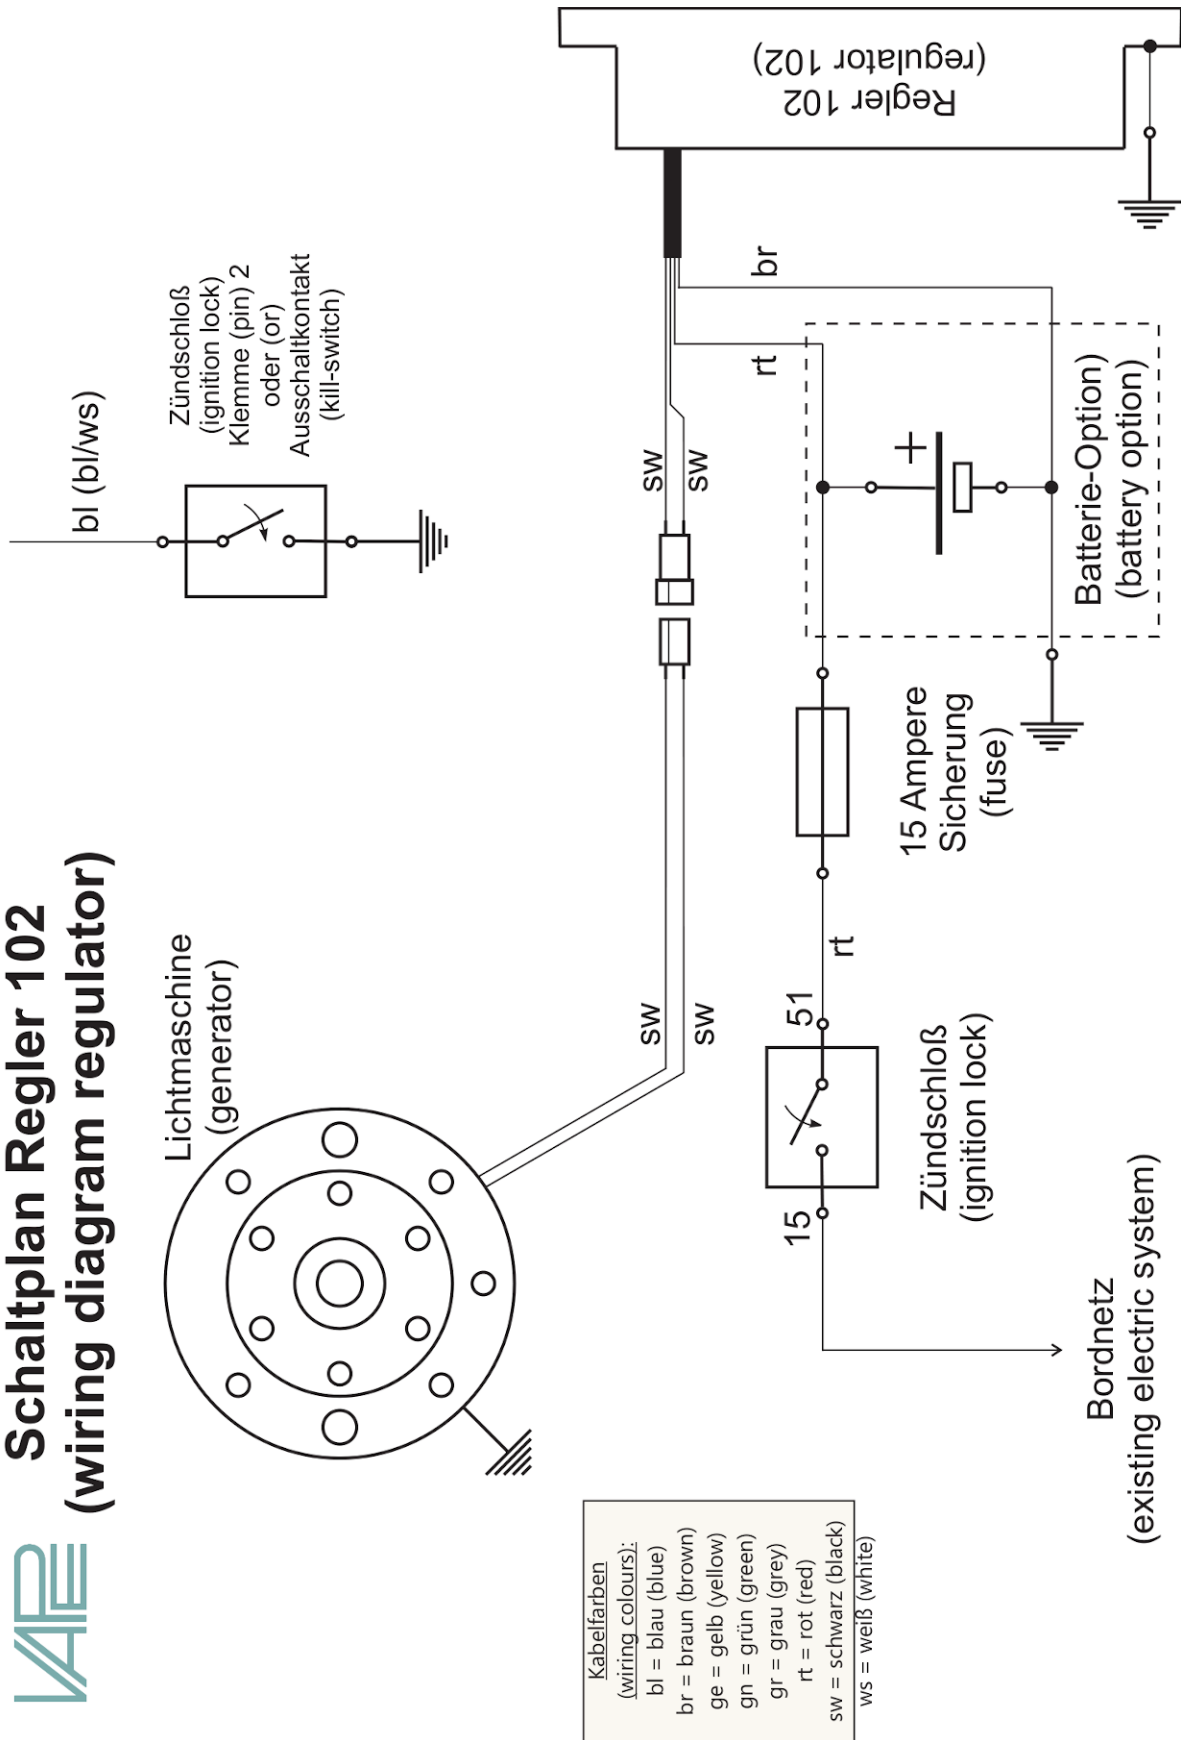 VAPE
Schaltplan Regler 102
(wiring diagram regulator)
Lichtmaschine
(generator)
bl (bl/ws)
Zündschloß
(ignition lock)
Klemme (pin) 2
oder (or)
Ausschaltkontakt
(kill-switch)
Regler 102
(regulator 102)
sw
sw
sw
sw
br
rt
+
Batterie-Option)
(battery option)
15 Ampere
Sicherung
(fuse)
rt
51
15
Zündschloß
(ignition lock)
Bordnetz
(existing electric system)
Kabelfarben
(wiring colours):
bl = blau (blue)
br = braun (brown)
ge = gelb (yellow)
gn = grün (green)
gr = grau (grey)
rt = rot (red)
sw = schwarz (black)
ws = weiß (white)